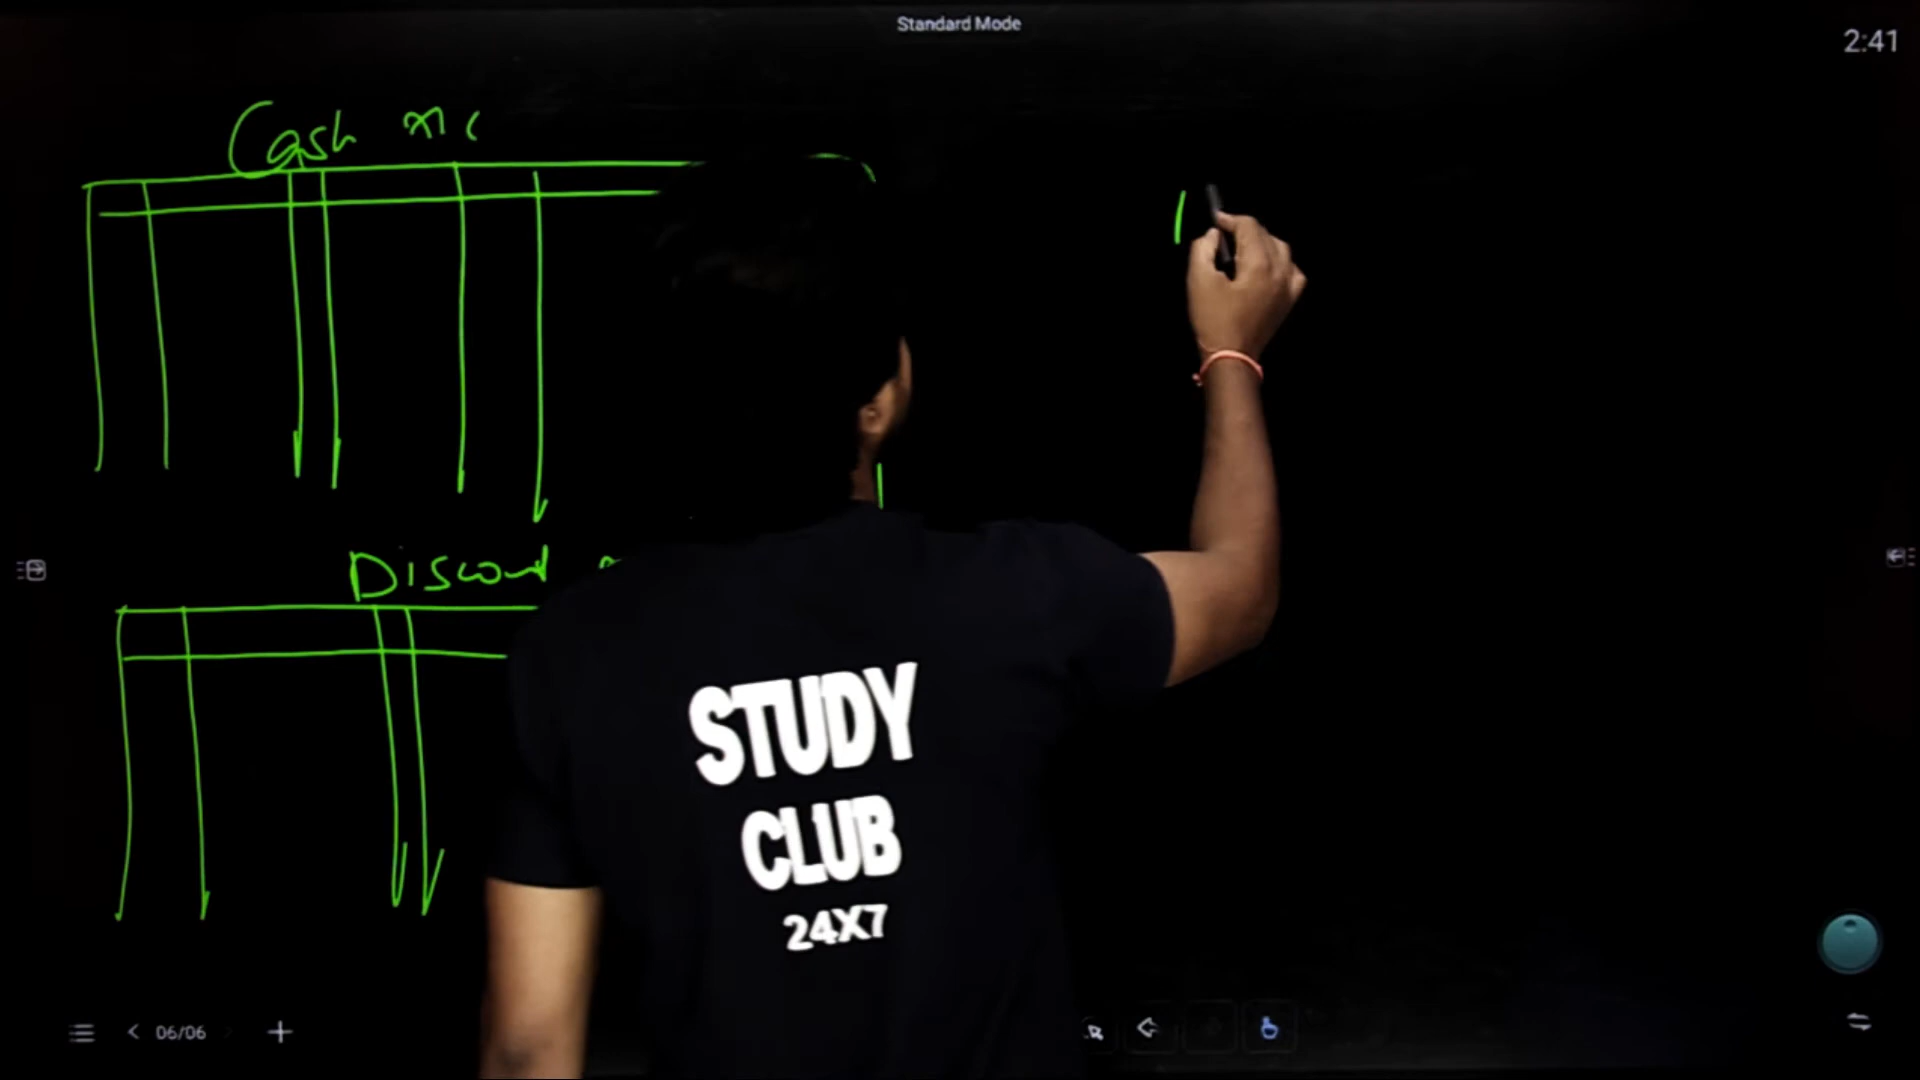 Standard Mode
2:41
Cash
Discount
STUDY
CLUB
24X7
06/06